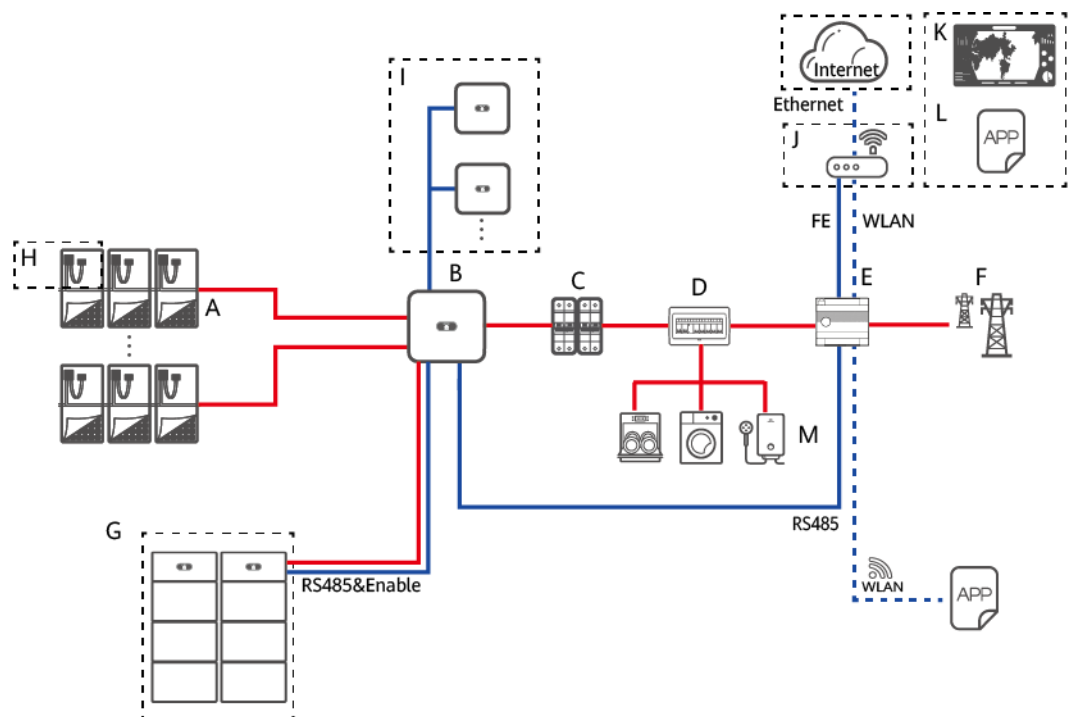 Internet
K
I
Ethernet
L
APP
J
FE
WLAN
H
A
B
C
D
E
F
M
RS485
G
RS485&Enable
WLAN
APP